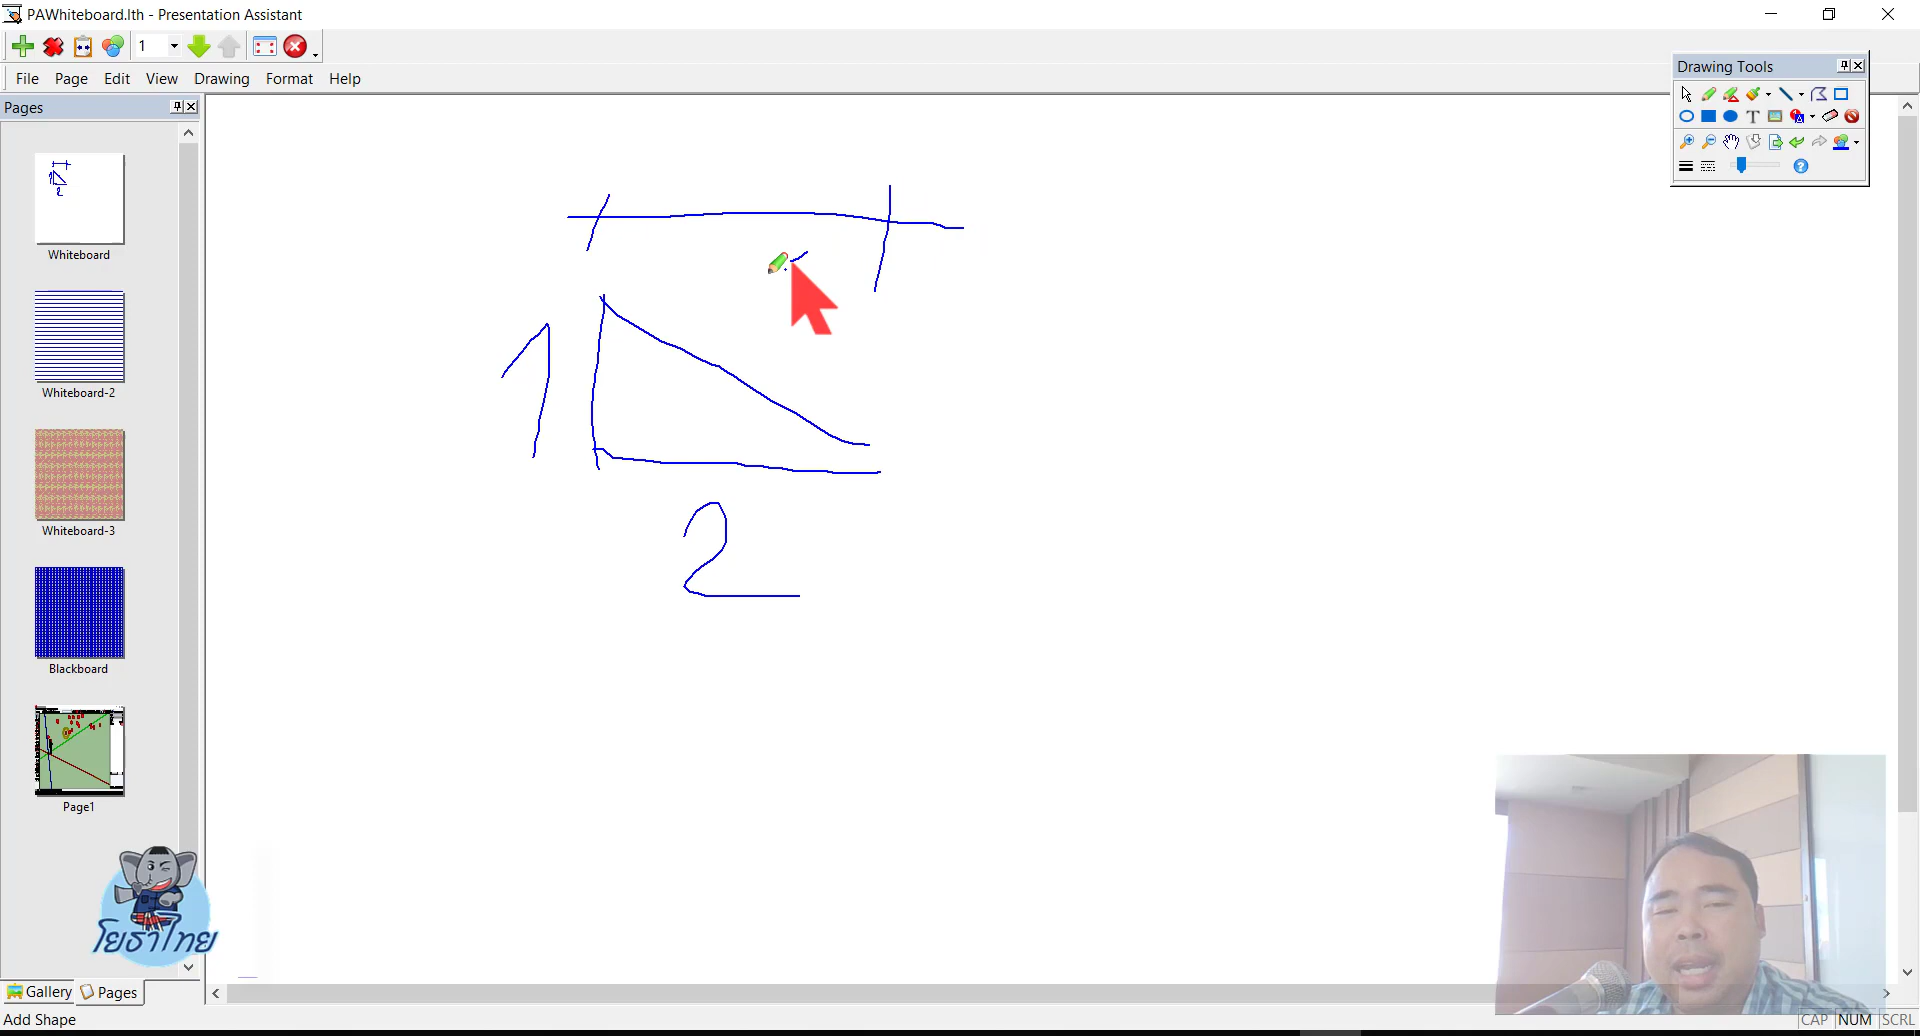 PAWhiteboard.lth - Presentation Assistant
1
File Page Edit View Drawing Format Help
Drawing Tools
Pages
Whiteboard
Whiteboard-2
Whiteboard-3
Blackboard
Page1
1
2
โยธาไทย
Gallery Pages
Add Shape
CAP NUM SCRL